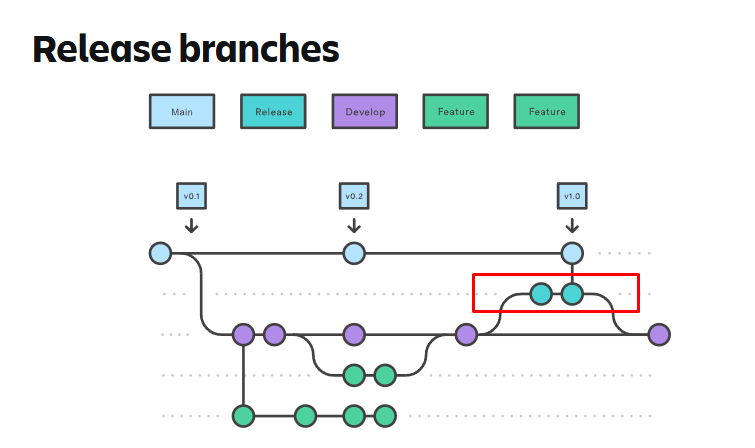 Release branches
Main Release Develop Feature Feature
v0.1 v0.2 v1.0